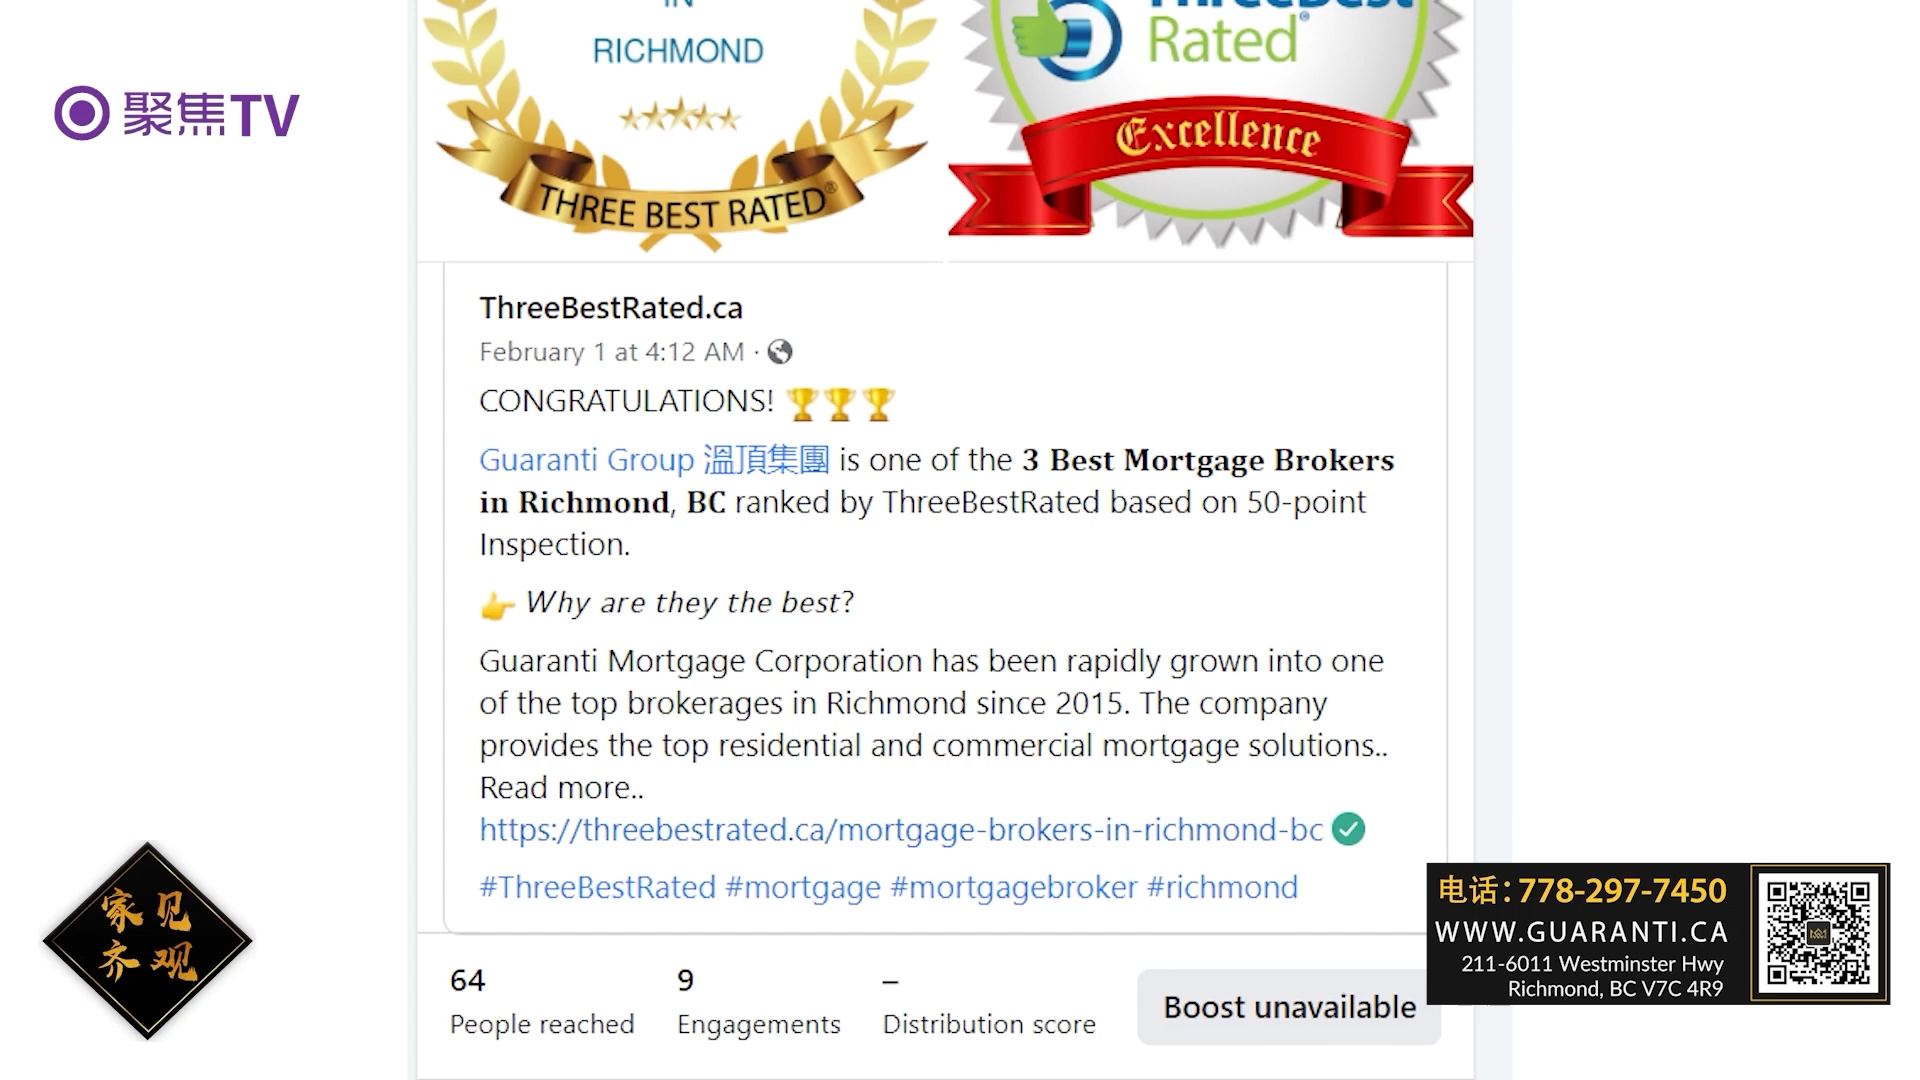 IN
RICHMOND
THREE BEST RATED®
ThreeBest
Rated®
Excellence
聚焦TV
ThreeBestRated.ca
February 1 at 4:12 AM ·
CONGRATULATIONS! 🏆🏆🏆
Guaranti Group 溫頂集團 is one of the 3 Best Mortgage Brokers
in Richmond, BC ranked by ThreeBestRated based on 50-point
Inspection.
👉 Why are they the best?
Guaranti Mortgage Corporation has been rapidly grown into one
of the top brokerages in Richmond since 2015. The company
provides the top residential and commercial mortgage solutions..
Read more..
https://threebestrated.ca/mortgage-brokers-in-richmond-bc
#ThreeBestRated #mortgage #mortgagebroker #richmond
64
People reached
9
Engagements
–
Distribution score
Boost unavailable
家见
齐观
电话：778-297-7450
WWW.GUARANTI.CA
211-6011 Westminster Hwy
Richmond, BC V7C 4R9